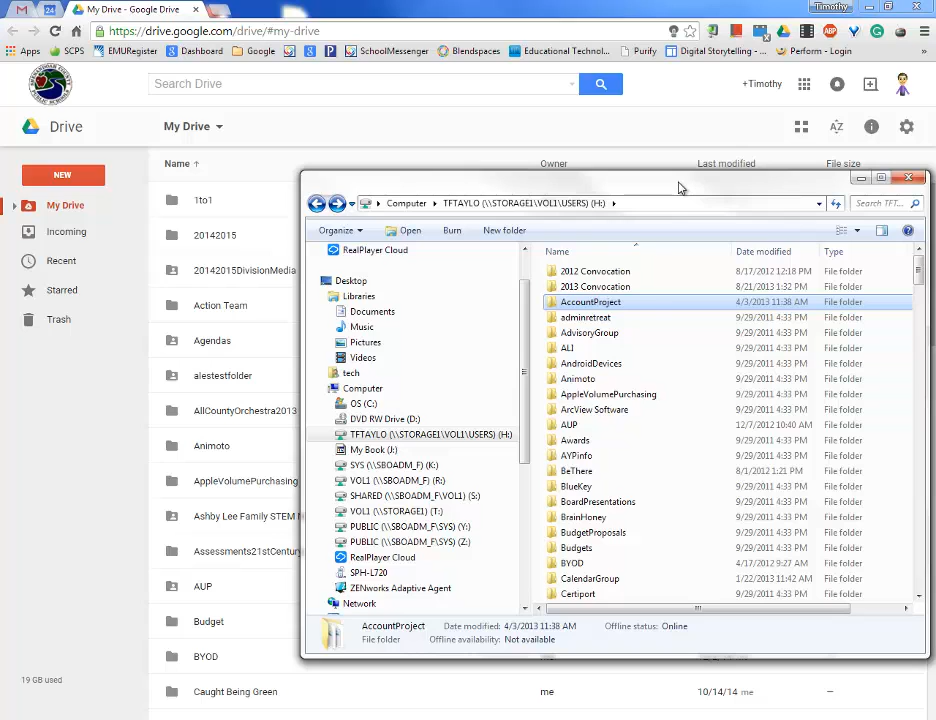 My Drive - Google Drive
Timothy
https://drive.google.com/drive/#my-drive
Apps SCPS EMURegister Dashboard Google SchoolMessenger Blendspaces Educational Technol... Purify Digital Storytelling -... Perform - Login »
Search Drive
+Timothy
Drive
My Drive
NEW
My Drive
Incoming
Recent
Starred
Trash
19 GB used
Name Owner Last modified File size
1to1
20142015
20142015DivisionMedia
Action Team
Agendas
alestestfolder
AllCountyOrchestra2013
Animoto
AppleVolumePurchasing
Ashby Lee Family STEM
Assessments21stCentury
AUP
Budget
BYOD
Caught Being Green me 10/14/14 me —
Computer TFTAYLO (\\STORAGE1\VOL1\USERS) (H:)
Search TFT...
Organize Open Burn New folder
RealPlayer Cloud
Desktop
Libraries
Documents
Music
Pictures
Videos
tech
Computer
OS (C:)
DVD RW Drive (D:)
TFTAYLO (\\STORAGE1\VOL1\USERS) (H:)
My Book (J:)
SYS (\\SBOADM_F) (K:)
VOL1 (\\SBOADM_F) (R:)
SHARED (\\SBOADM_F\VOL1) (S:)
VOL1 (\\STORAGE1) (T:)
PUBLIC (\\SBOADM_F\SYS) (Y:)
PUBLIC (\\SBOADM_F\SYS) (Z:)
RealPlayer Cloud
SPH-L720
ZENworks Adaptive Agent
Network
Name Date modified Type
2012 Convocation 8/17/2012 12:18 PM File folder
2013 Convocation 8/21/2013 1:32 PM File folder
AccountProject 4/3/2013 11:38 AM File folder
adminretreat 9/29/2011 4:33 PM File folder
AdvisoryGroup 9/29/2011 4:33 PM File folder
ALI 9/29/2011 4:33 PM File folder
AndroidDevices 9/29/2011 4:33 PM File folder
Animoto 9/29/2011 4:33 PM File folder
AppleVolumePurchasing 9/29/2011 4:33 PM File folder
ArcView Software 9/29/2011 4:33 PM File folder
AUP 12/7/2012 10:40 AM File folder
Awards 9/29/2011 4:33 PM File folder
AYPinfo 9/29/2011 4:33 PM File folder
BeThere 8/1/2012 1:21 PM File folder
BlueKey 9/29/2011 4:33 PM File folder
BoardPresentations 9/29/2011 4:33 PM File folder
BrainHoney 9/29/2011 4:33 PM File folder
BudgetProposals 9/29/2011 4:33 PM File folder
Budgets 9/29/2011 4:33 PM File folder
BYOD 4/17/2012 9:27 AM File folder
CalendarGroup 1/22/2013 11:42 AM File folder
Certiport 9/29/2011 4:33 PM File folder
AccountProject Date modified: 4/3/2013 11:38 AM Offline status: Online
File folder Offline availability: Not available